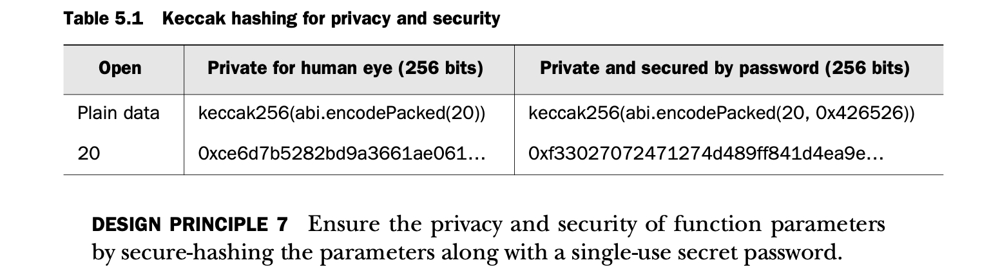 Table 5.1 Keccak hashing for privacy and security
Open Private for human eye (256 bits) Private and secured by password (256 bits)
Plain data keccak256(abi.encodePacked(20)) keccak256(abi.encodePacked(20, 0x426526))
20 0xce6d7b5282bd9a3661ae061... 0xf33027072471274d489ff841d4ea9e...
DESIGN PRINCIPLE 7 Ensure the privacy and security of function parameters
by secure-hashing the parameters along with a single-use secret password.